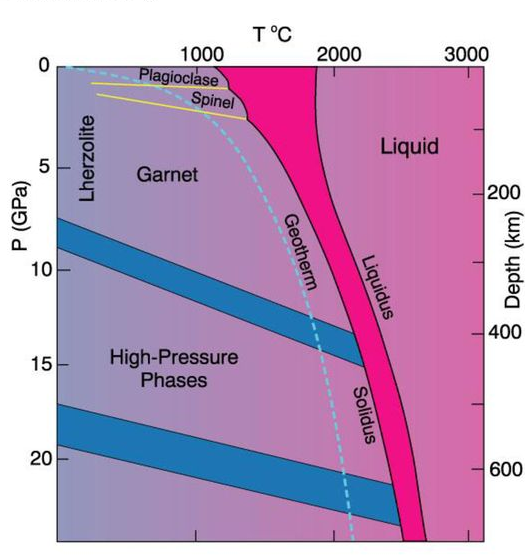 T °C
1000
2000
3000
0
Plagioclase
Spinel
Lherzolite
Liquid
Garnet
5
200
P (GPa)
Geotherm
Liquidus
Depth (km)
10
400
High-Pressure
Phases
15
Solidus
20
600